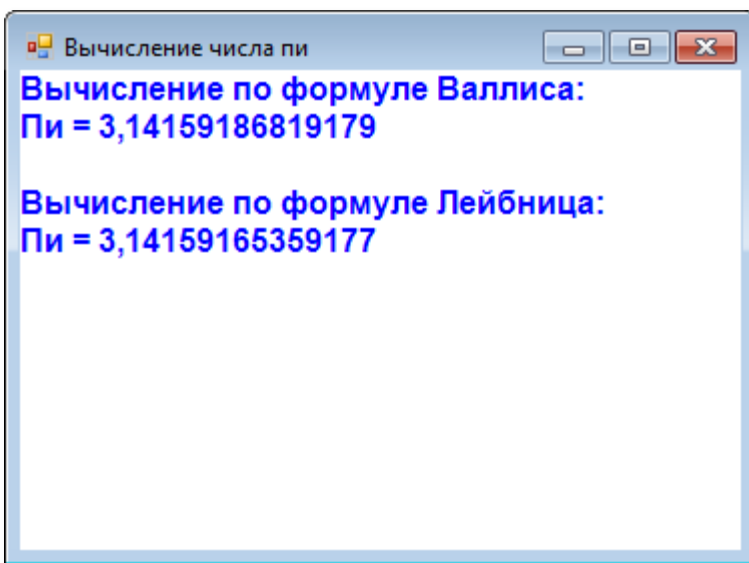 Вычисление числа пи
Вычисление по формуле Валлиса:
Пи = 3,14159186819179
Вычисление по формуле Лейбница:
Пи = 3,14159165359177